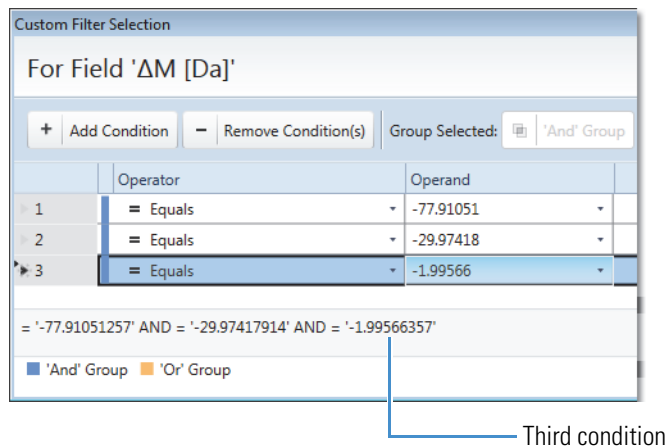 Custom Filter Selection
For Field 'ΔM [Da]'
+ Add Condition − Remove Condition(s) Group Selected: 'And' Group
Operator Operand
1 = Equals -77.91051
2 = Equals -29.97418
3 = Equals -1.99566
= '-77.91051257' AND = '-29.97417914' AND = '-1.99566357'
'And' Group 'Or' Group
Third condition